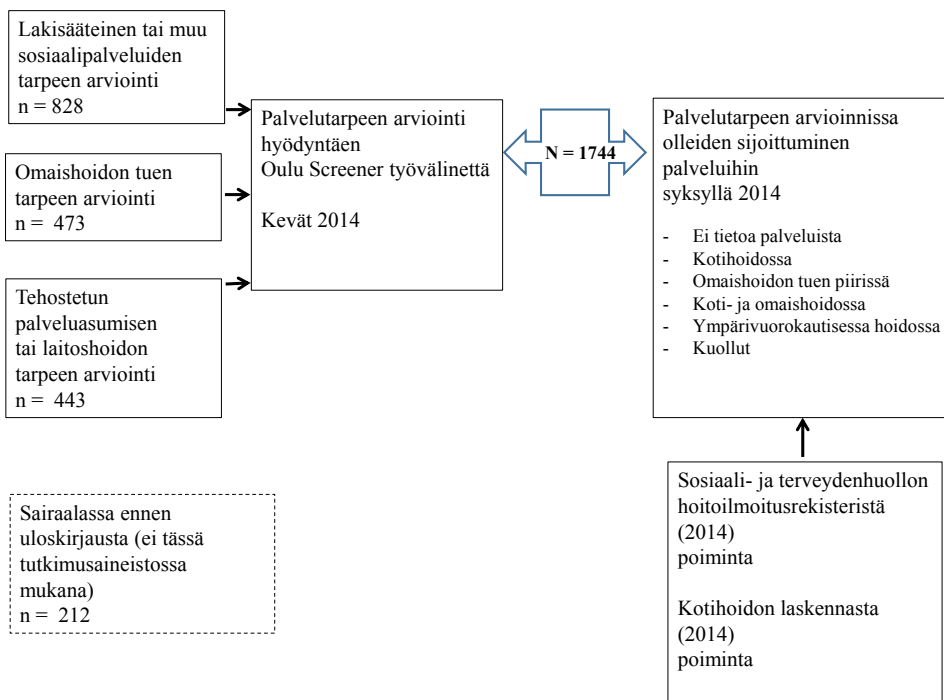 Lakisääteinen tai muu
sosiaalipalveluiden
tarpeen arviointi
n = 828
Omaishoidon tuen
tarpeen arviointi
n =  473
Tehostetun
palveluasumisen
tai laitoshoidon
tarpeen arviointi
n =  443
Sairaalassa ennen
uloskirjausta (ei tässä
tutkimusaineistossa
mukana)
n =  212
Palvelutarpeen arviointi
hyödyntäen
Oulu Screener työvälinettä
Kevät 2014
N = 1744
Palvelutarpeen arvioinnissa
olleiden sijoittuminen
palveluihin
syksyllä 2014
- Ei tietoa palveluista
- Kotihoidossa
- Omaishoidon tuen piirissä
- Koti- ja omaishoidossa
- Ympärivuorokautisessa hoidossa
- Kuollut
Sosiaali- ja terveydenhuollon
hoitoilmoitusrekisteristä
(2014)
poiminta
Kotihoidon laskennasta
(2014)
poiminta